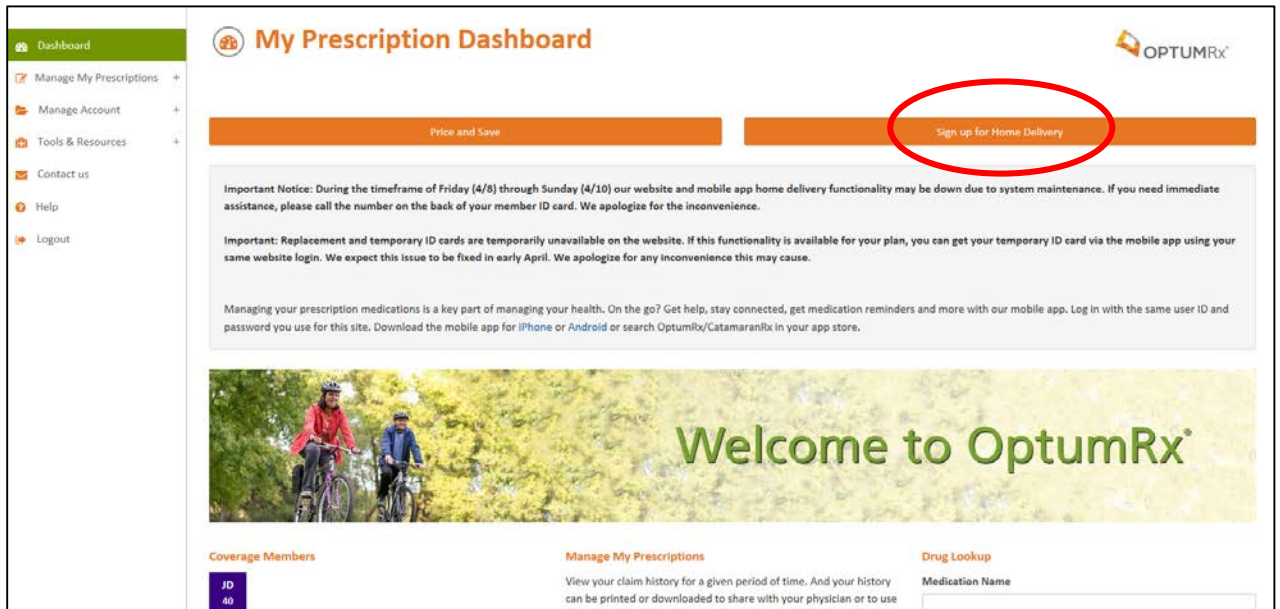 Dashboard
Manage My Prescriptions +
Manage Account +
Tools & Resources +
Contact us
Help
Logout
My Prescription Dashboard
OPTUMRx®
Price and Save
Sign up for Home Delivery
Important Notice: During the timeframe of Friday (4/8) through Sunday (4/10) our website and mobile app home delivery functionality may be down due to system maintenance. If you need immediate
assistance, please call the number on the back of your member ID card. We apologize for the inconvenience.
Important: Replacement and temporary ID cards are temporarily unavailable on the website. If this functionality is available for your plan, you can get your temporary ID card via the mobile app using your
same website login. We expect this issue to be fixed in early April. We apologize for any inconvenience this may cause.
Managing your prescription medications is a key part of managing your health. On the go? Get help, stay connected, get medication reminders and more with our mobile app. Log in with the same user ID and
password you use for this site. Download the mobile app for iPhone or Android or search OptumRx/CatamaranRx in your app store.
Welcome to OptumRx®
Coverage Members
JD
40
Manage My Prescriptions
View your claim history for a given period of time. And your history
can be printed or downloaded to share with your physician or to use
Drug Lookup
Medication Name